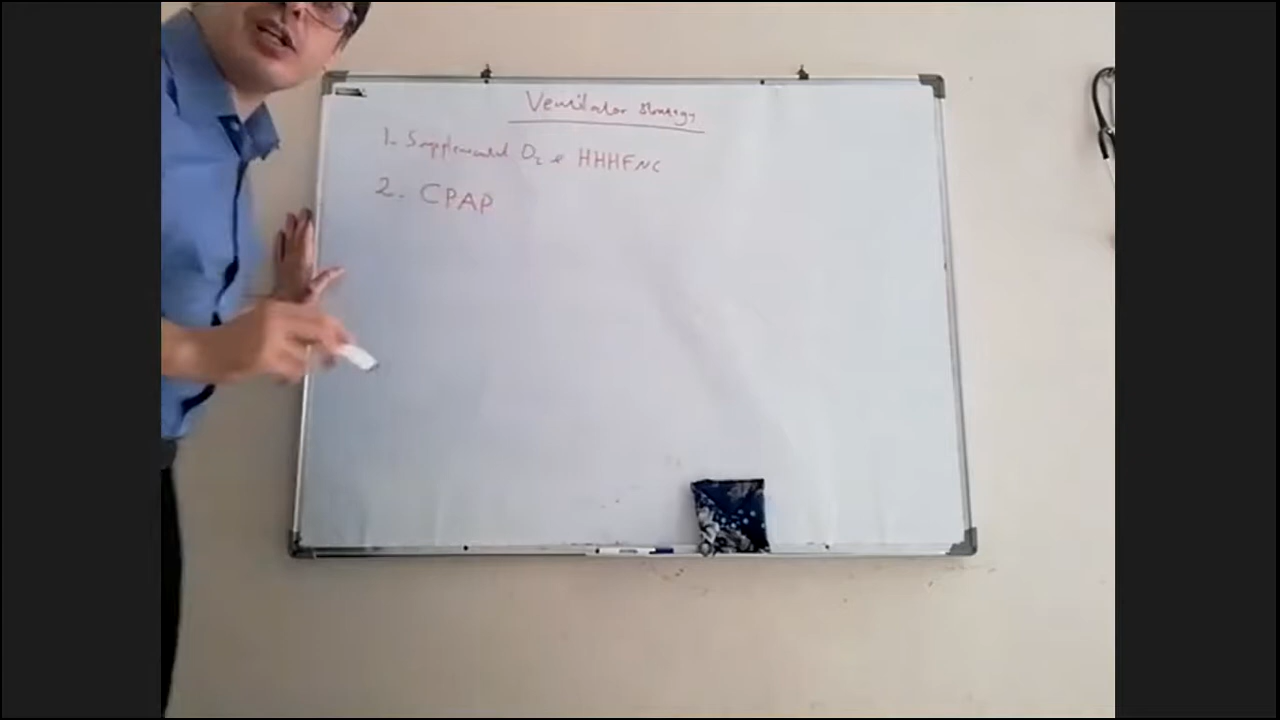 Ventilator Strategy
1. Supplemental O2 & HHHFNC
2. CPAP